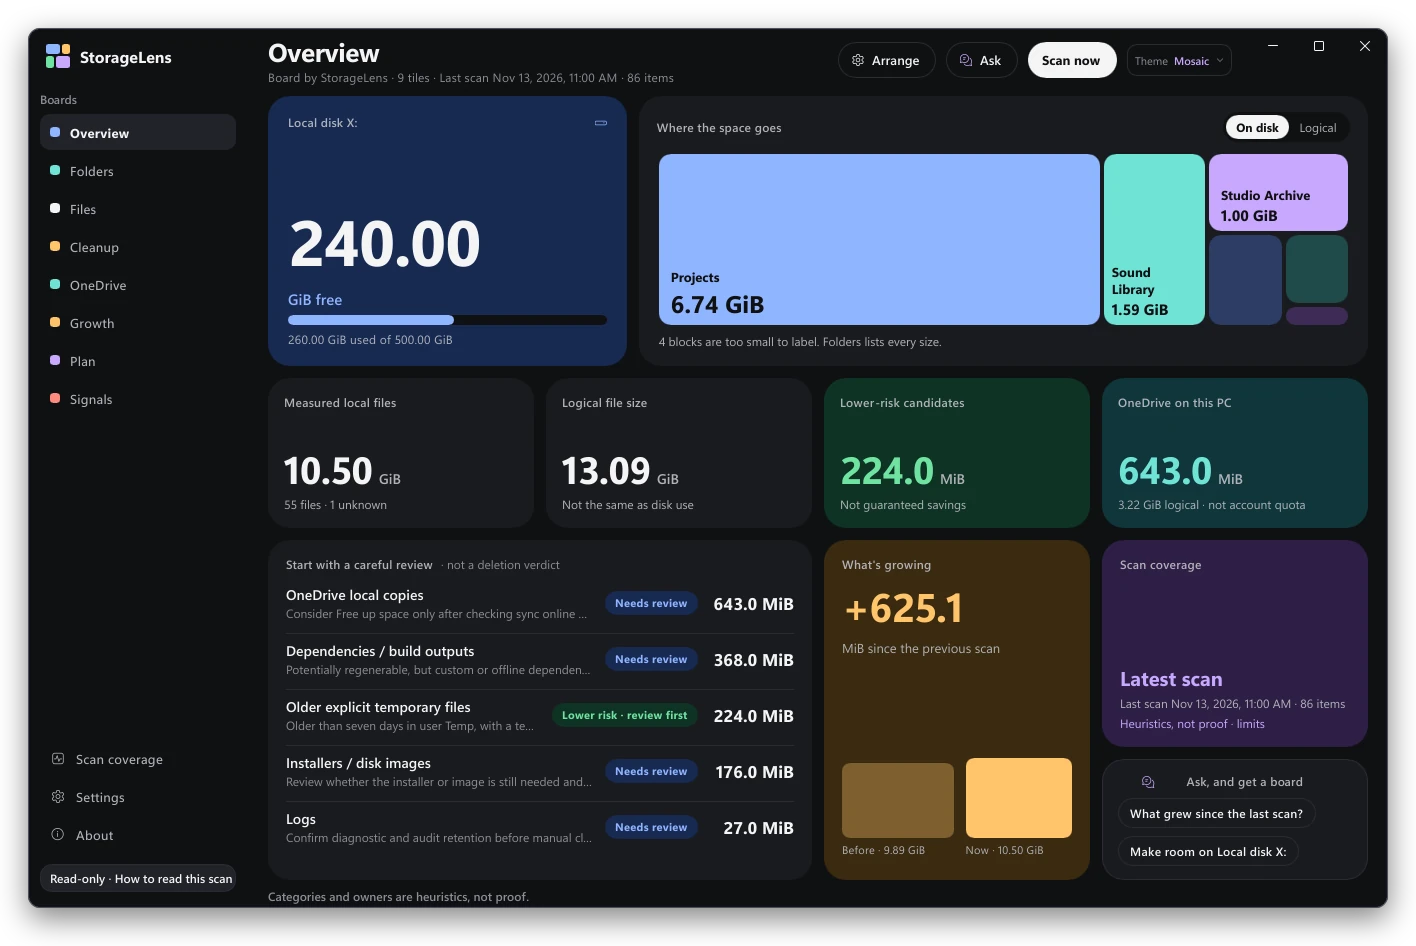 StorageLens
Boards
Overview
Folders
Files
Cleanup
OneDrive
Growth
Plan
Signals
Scan coverage
Settings
About
Read-only · How to read this scan
Overview
Board by StorageLens · 9 tiles · Last scan Nov 13, 2026, 11:00 AM · 86 items
Arrange
Ask
Scan now
Theme Mosaic
Local disk X:
240.00
GiB free
260.00 GiB used of 500.00 GiB
Where the space goes
On disk
Logical
Projects
6.74 GiB
Sound
Library
1.59 GiB
Studio Archive
1.00 GiB
4 blocks are too small to label. Folders lists every size.
Measured local files
10.50 GiB
55 files · 1 unknown
Logical file size
13.09 GiB
Not the same as disk use
Lower-risk candidates
224.0 MiB
Not guaranteed savings
OneDrive on this PC
643.0 MiB
3.22 GiB logical · not account quota
Start with a careful review · not a deletion verdict
OneDrive local copies
Consider Free up space only after checking sync online ...
Needs review
643.0 MiB
Dependencies / build outputs
Potentially regenerable, but custom or offline dependen...
Needs review
368.0 MiB
Older explicit temporary files
Older than seven days in user Temp, with a te...
Lower risk · review first
224.0 MiB
Installers / disk images
Review whether the installer or image is still needed and...
Needs review
176.0 MiB
Logs
Confirm diagnostic and audit retention before manual cl...
Needs review
27.0 MiB
What's growing
+625.1
MiB since the previous scan
Before · 9.89 GiB
Now · 10.50 GiB
Scan coverage
Latest scan
Last scan Nov 13, 2026, 11:00 AM · 86 items
Heuristics, not proof · limits
Ask, and get a board
What grew since the last scan?
Make room on Local disk X:
Categories and owners are heuristics, not proof.